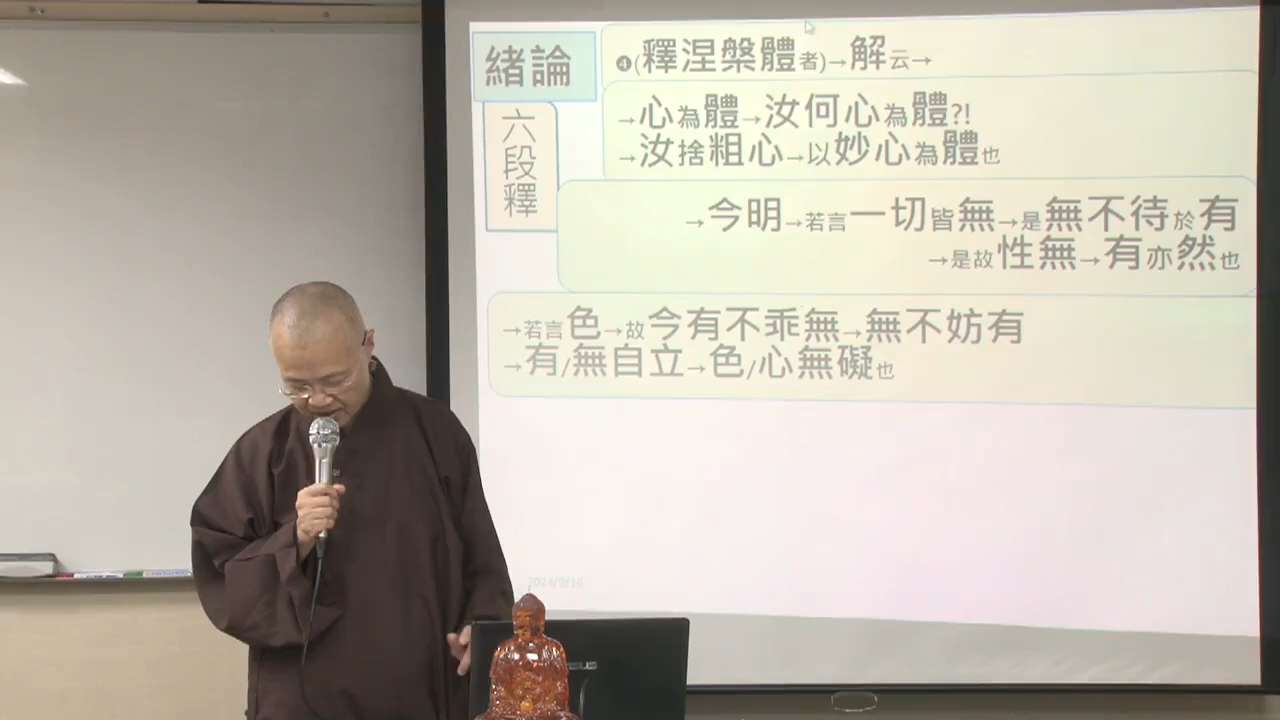 緒論
六段釋
❹(釋涅槃體者)→解云→
→心為體→汝何心為體?!
→汝捨粗心→以妙心為體也
→今明→若言一切皆無→是無不待於有
→是故性無→有亦然也
→若言色→故今有不乖無→無不妨有
→有/無自立→色/心無礙也
2024/9/16